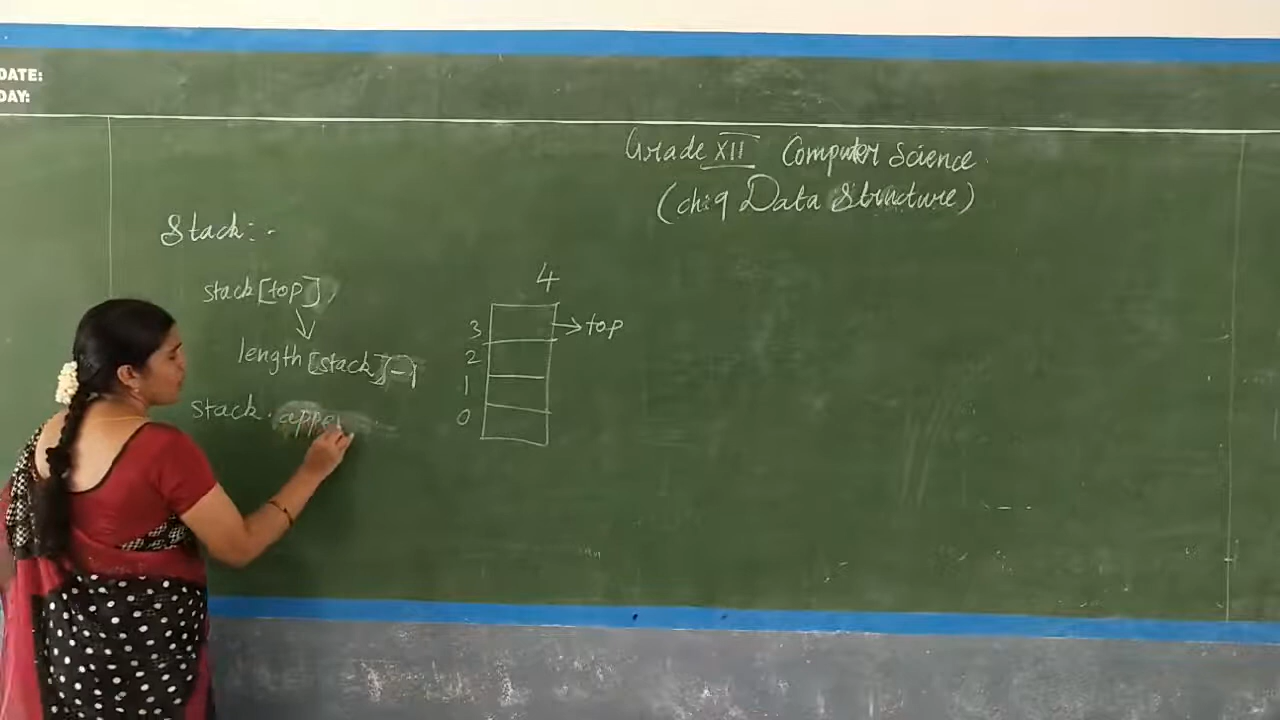 DATE:
DAY:
Grade XII Computer Science
(ch:9 Data Structure)
Stack:-
stack[top],
length[stack]-1
stack. appe
4
3
2
1
0
top